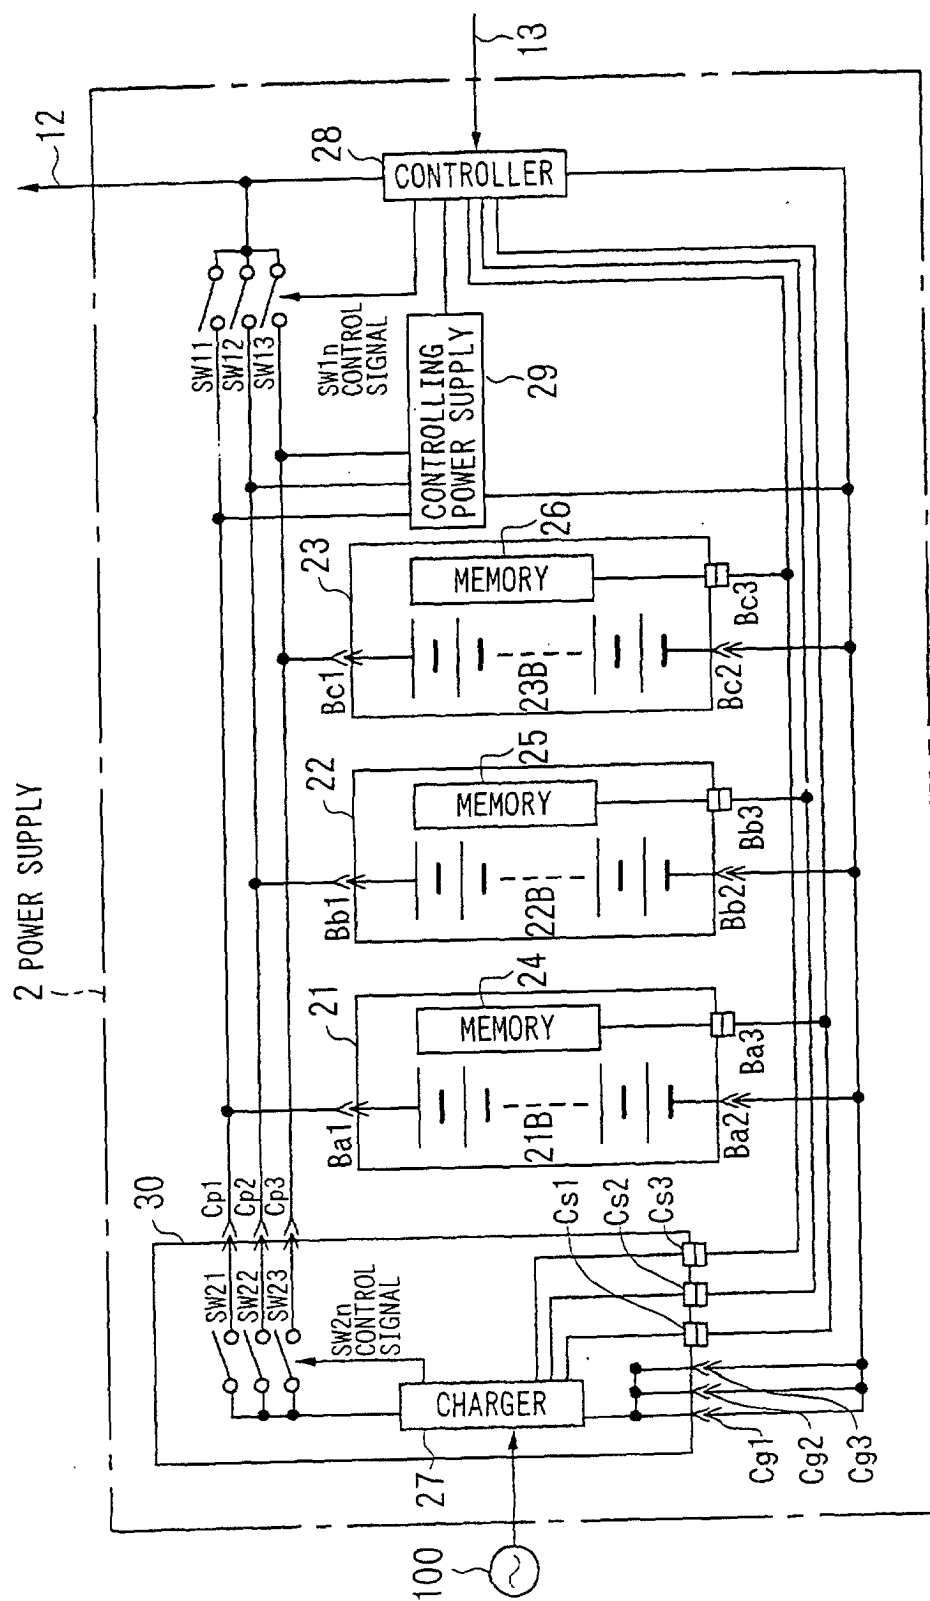 2 POWER SUPPLY
12
13
28
CONTROLLER
SW11
SW12
SW13
SW1n
CONTROL
SIGNAL
CONTROLLING
POWER SUPPLY
29
23
MEMORY
26
Bc1
23B
Bc2
Bc3
22
MEMORY
25
Bb1
22B
Bb2
Bb3
21
MEMORY
24
Ba1
21B
Ba2
Ba3
30
Cp1
Cp2
Cp3
SW21
SW22
SW23
SW2n
CONTROL
SIGNAL
Cs1
Cs2
Cs3
CHARGER
27
100
Cg1
Cg2
Cg3